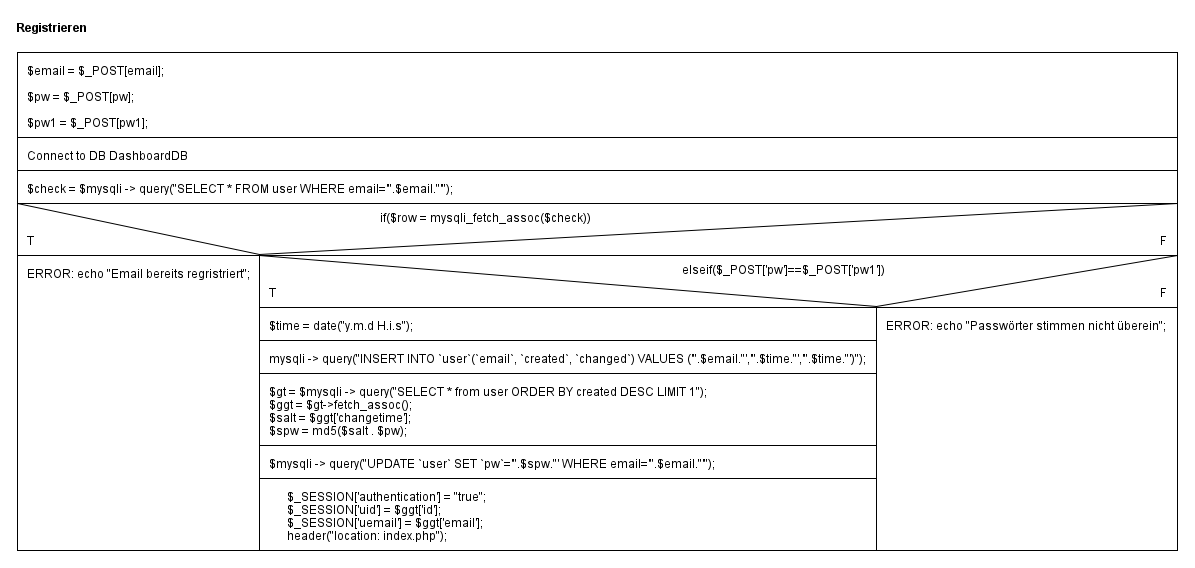 Registrieren
$email = $_POST[email];
$pw = $_POST[pw];
$pw1 = $_POST[pw1];
Connect to DB DashboardDB
$check = $mysqli -> query("SELECT * FROM user WHERE email='".$email."'");
if($row = mysqli_fetch_assoc($check))
T
F
ERROR: echo "Email bereits regristriert";
elseif($_POST['pw']==$_POST['pw1'])
T
F
$time = date("y.m.d H.i.s");
ERROR: echo "Passwörter stimmen nicht überein";
mysqli -> query("INSERT INTO `user`(`email`, `created`, `changed`) VALUES ('".$email."','".$time."','".$time."')");
$gt = $mysqli -> query("SELECT * from user ORDER BY created DESC LIMIT 1");
$ggt = $gt->fetch_assoc();
$salt = $ggt['changetime'];
$spw = md5($salt . $pw);
$mysqli -> query("UPDATE `user` SET `pw`='".$spw."' WHERE email='".$email."'");
$_SESSION['authentication'] = "true";
$_SESSION['uid'] = $ggt['id'];
$_SESSION['uemail'] = $ggt['email'];
header("location: index.php");